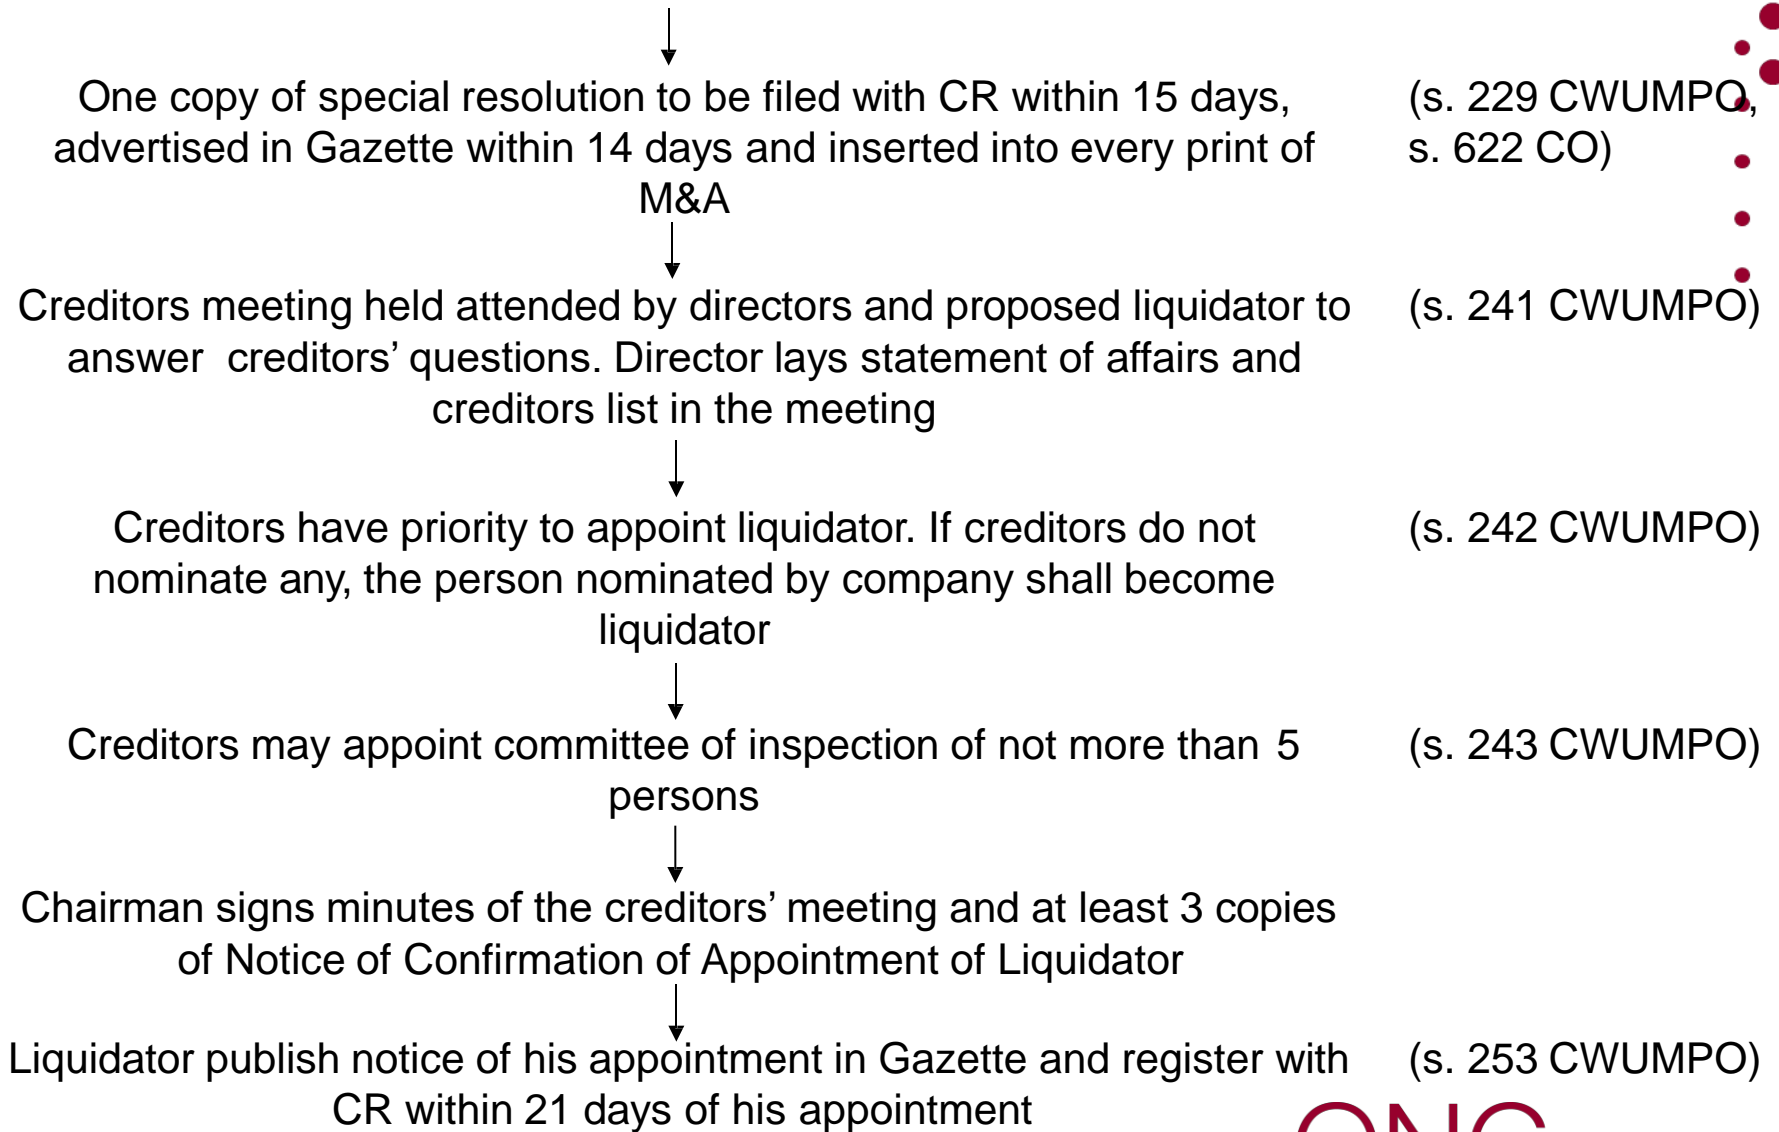 One copy of special resolution to be filed with CR within 15 days, (s. 229 CWUMPO,
advertised in Gazette within 14 days and inserted into every print of s. 622 CO)
M&A
Creditors meeting held attended by directors and proposed liquidator to (s. 241 CWUMPO)
answer creditors’ questions. Director lays statement of affairs and
creditors list in the meeting
Creditors have priority to appoint liquidator. If creditors do not (s. 242 CWUMPO)
nominate any, the person nominated by company shall become
liquidator
Creditors may appoint committee of inspection of not more than 5 (s. 243 CWUMPO)
persons
Chairman signs minutes of the creditors’ meeting and at least 3 copies
of Notice of Confirmation of Appointment of Liquidator
Liquidator publish notice of his appointment in Gazette and register with (s. 253 CWUMPO)
CR within 21 days of his appointment